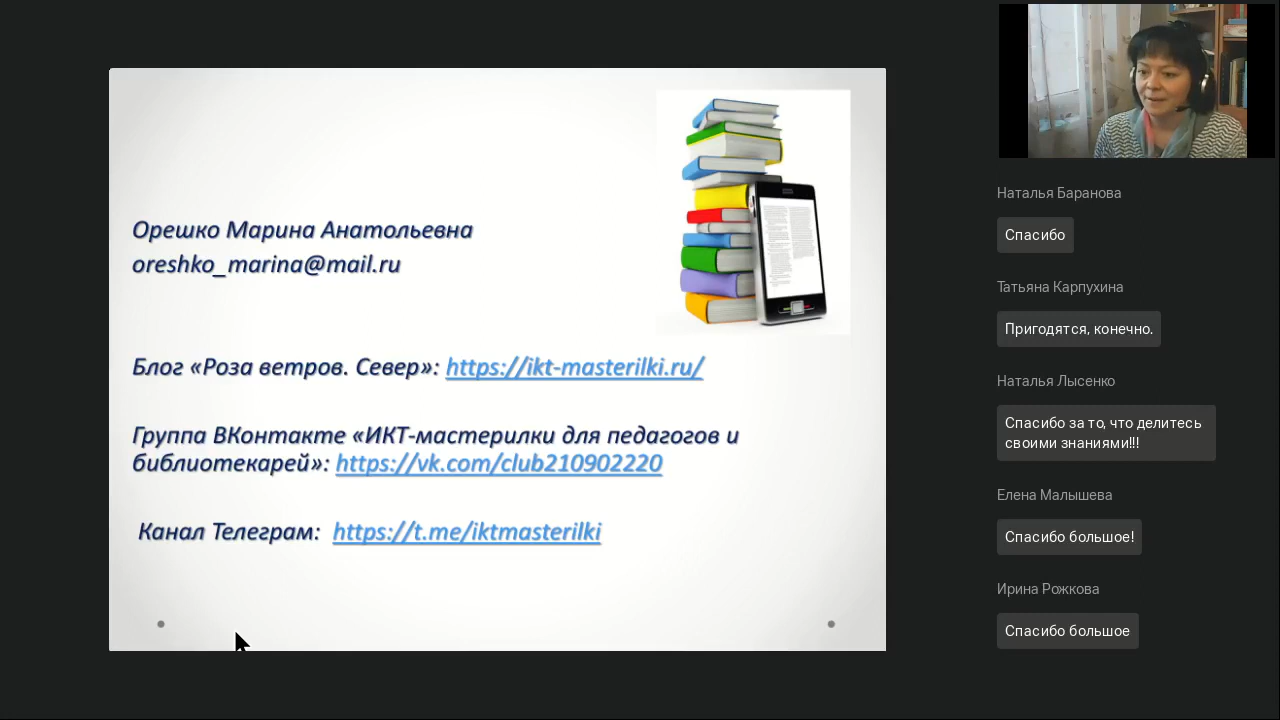 Орешко Марина Анатольевна
oreshko_marina@mail.ru
Блог «Роза ветров. Север»: https://ikt-masterilki.ru/
Группа ВКонтакте «ИКТ-мастерилки для педагогов и
библиотекарей»: https://vk.com/club210902220
Канал Телеграм: https://t.me/iktmasterilki
Наталья Баранова
Спасибо
Татьяна Карпухина
Пригодятся, конечно.
Наталья Лысенко
Спасибо за то, что делитесь
своими знаниями!!!
Елена Малышева
Спасибо большое!
Ирина Рожкова
Спасибо большое